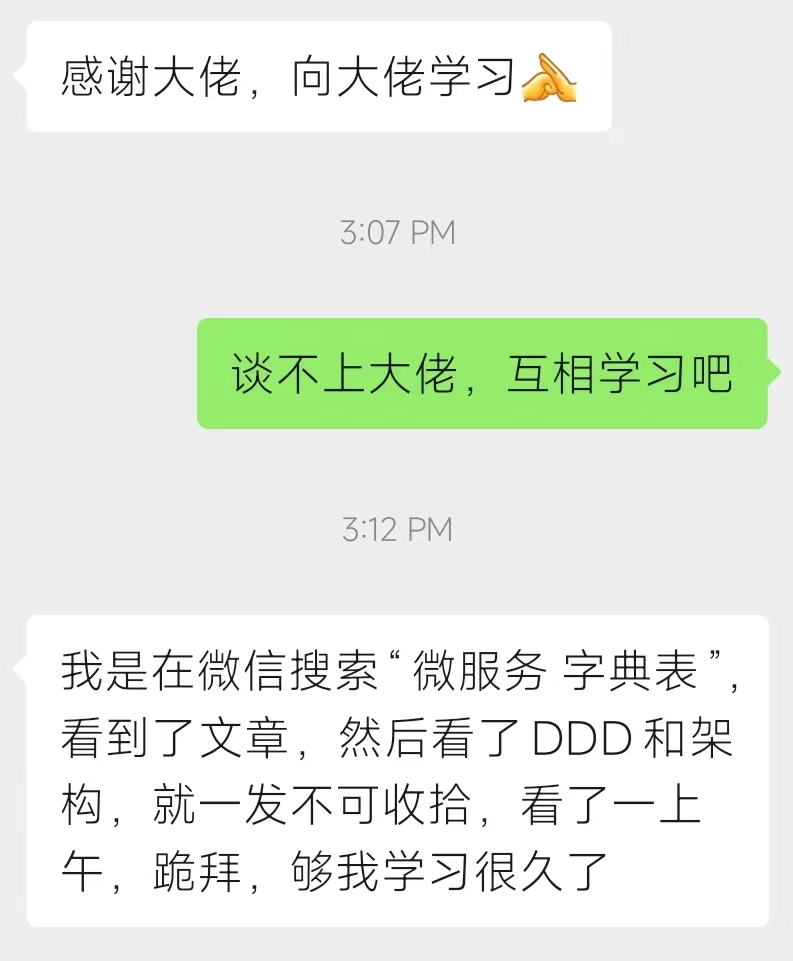 感谢大佬，向大佬学习
3:07 PM
谈不上大佬，互相学习吧
3:12 PM
我是在微信搜索“微服务 字典表”，
看到了文章，然后看了DDD和架
构，就一发不可收拾，看了一上
午，跪拜，够我学习很久了